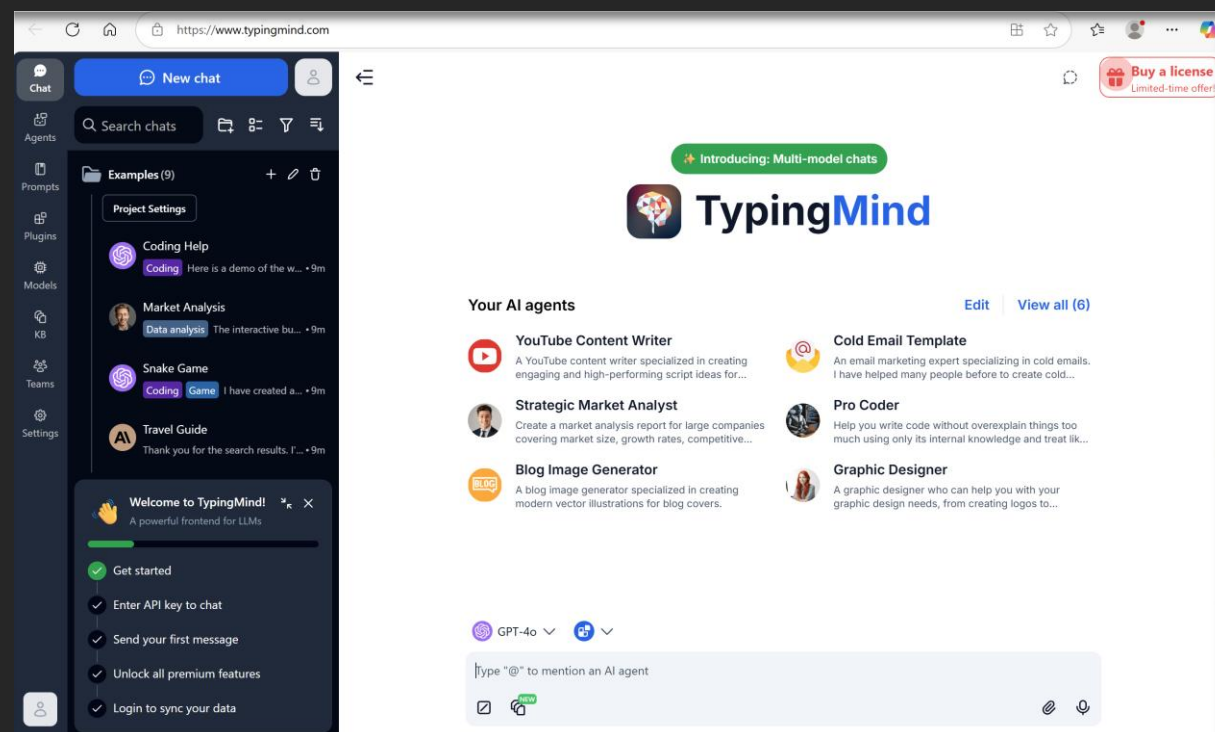 https://www.typingmind.com
Chat
Agents
Prompts
Plugins
Models
KB
Teams
Settings
New chat
Search chats
Examples (9)
Project Settings
Coding Help
Coding Here is a demo of the w... • 9m
Market Analysis
Data analysis The interactive bu... • 9m
Snake Game
Coding Game I have created a... • 9m
Travel Guide
Thank you for the search results. I'... • 9m
Welcome to TypingMind!
A powerful frontend for LLMs
Get started
Enter API key to chat
Send your first message
Unlock all premium features
Login to sync your data
Buy a license
Limited-time offer!
✨ Introducing: Multi-model chats
TypingMind
Your AI agents
Edit
View all (6)
YouTube Content Writer
A YouTube content writer specialized in creating
engaging and high-performing script ideas for...
Cold Email Template
An email marketing expert specializing in cold emails.
I have helped many people before to create cold...
Strategic Market Analyst
Create a market analysis report for large companies
covering market size, growth rates, competitive...
Pro Coder
Help you write code without overexplain things too
much using only its internal knowledge and treat lik...
Blog Image Generator
A blog image generator specialized in creating
modern vector illustrations for blog covers.
BLOG
Graphic Designer
A graphic designer who can help you with your
graphic design needs, from creating logos to...
GPT-4o
Type "@" to mention an AI agent
NEW